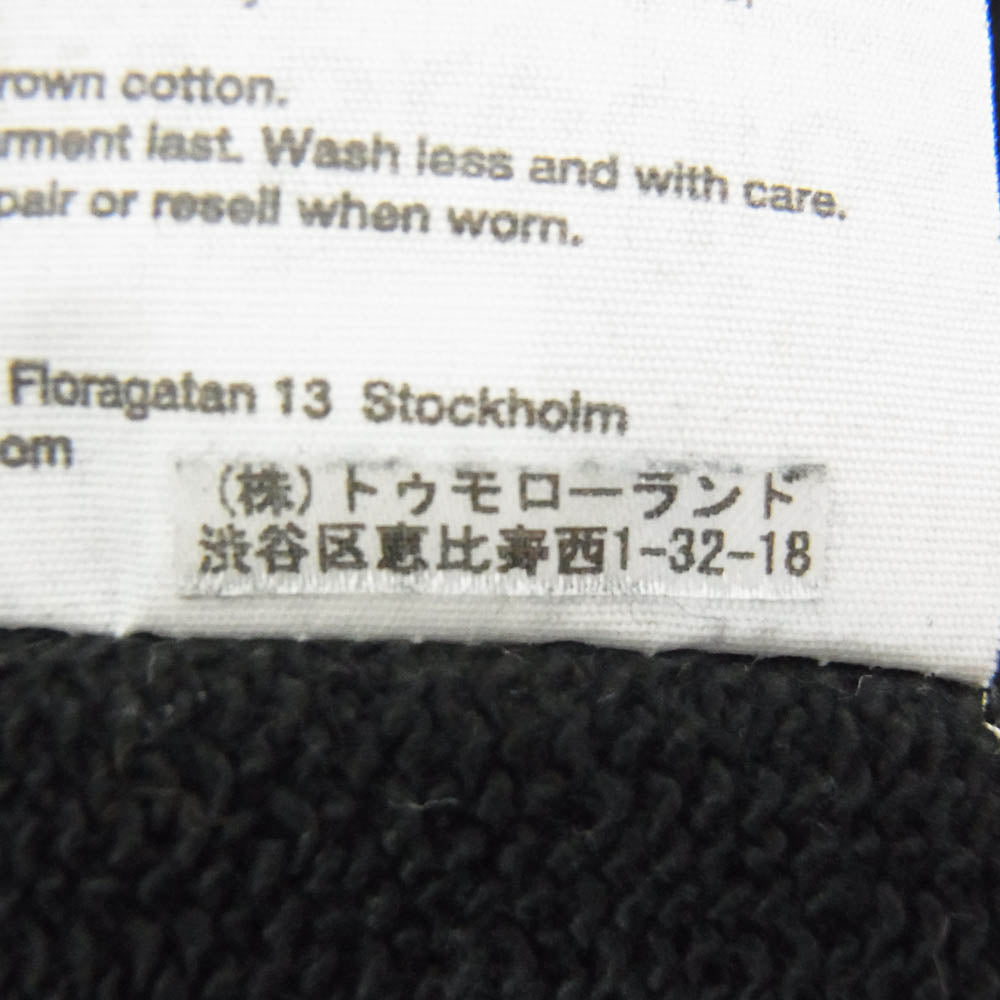 rown cotton.
rment last. Wash less and with care.
pair or resell when worn.
Floragatan 13 Stockholm
om
(株)トゥモローランド
渋谷区恵比寿西1-32-18